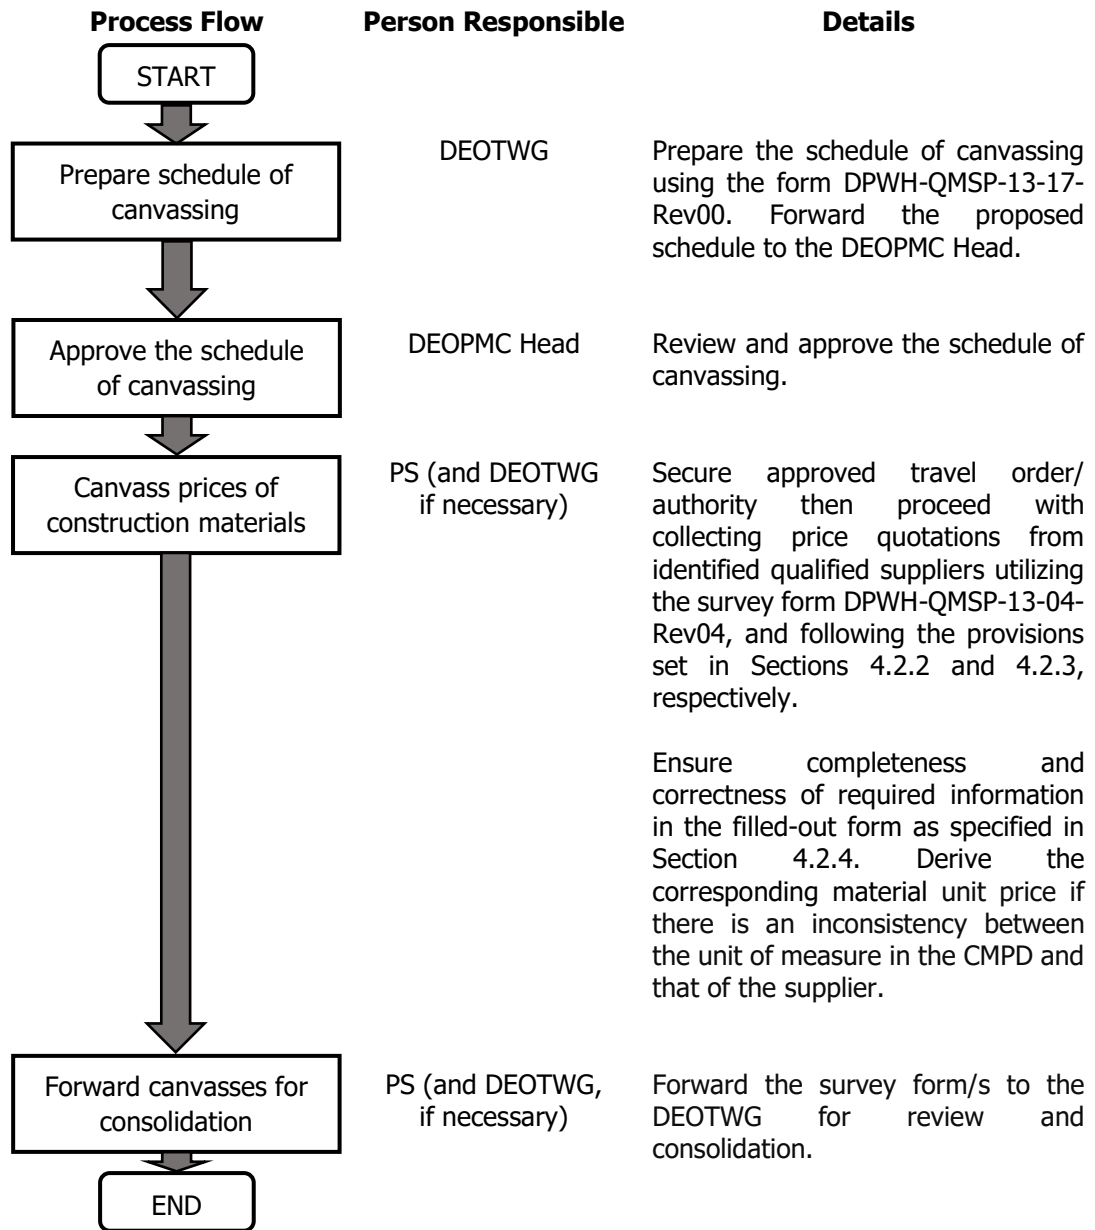 Process Flow Person Responsible Details
START
Prepare schedule of
canvassing
DEOTWG
Prepare the schedule of canvassing
using the form DPWH-QMSP-13-17-
Rev00. Forward the proposed
schedule to the DEOPMC Head.
Approve the schedule
of canvassing
DEOPMC Head
Review and approve the schedule of
canvassing.
Canvass prices of
construction materials
PS (and DEOTWG
if necessary)
Secure approved travel order/
authority then proceed with
collecting price quotations from
identified qualified suppliers utilizing
the survey form DPWH-QMSP-13-04-
Rev04, and following the provisions
set in Sections 4.2.2 and 4.2.3,
respectively.
Ensure completeness and
correctness of required information
in the filled-out form as specified in
Section 4.2.4. Derive the
corresponding material unit price if
there is an inconsistency between
the unit of measure in the CMPD and
that of the supplier.
Forward canvasses for
consolidation
PS (and DEOTWG,
if necessary)
Forward the survey form/s to the
DEOTWG for review and
consolidation.
END